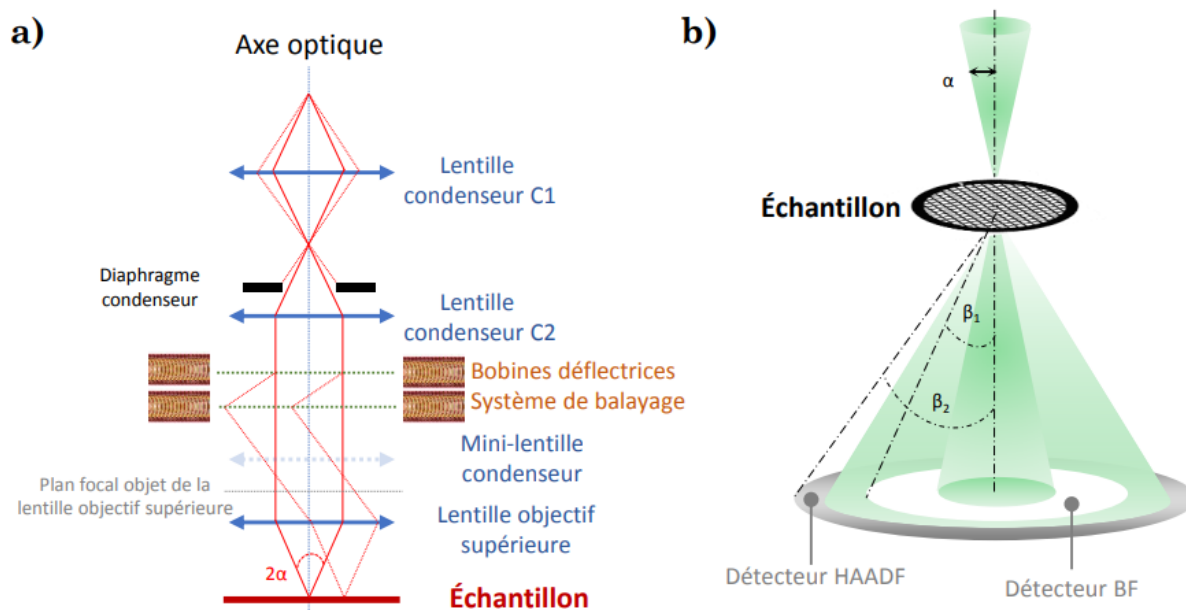 a)
Axe optique
Lentille
condenseur C1
Diaphragme
condenseur
Lentille
condenseur C2
Bobines déflectrices
Système de balayage
Mini-lentille
condenseur
Plan focal objet de la
lentille objectif supérieure
Lentille objectif
supérieure
2α
Échantillon
b)
α
Échantillon
β1
β2
Détecteur HAADF
Détecteur BF